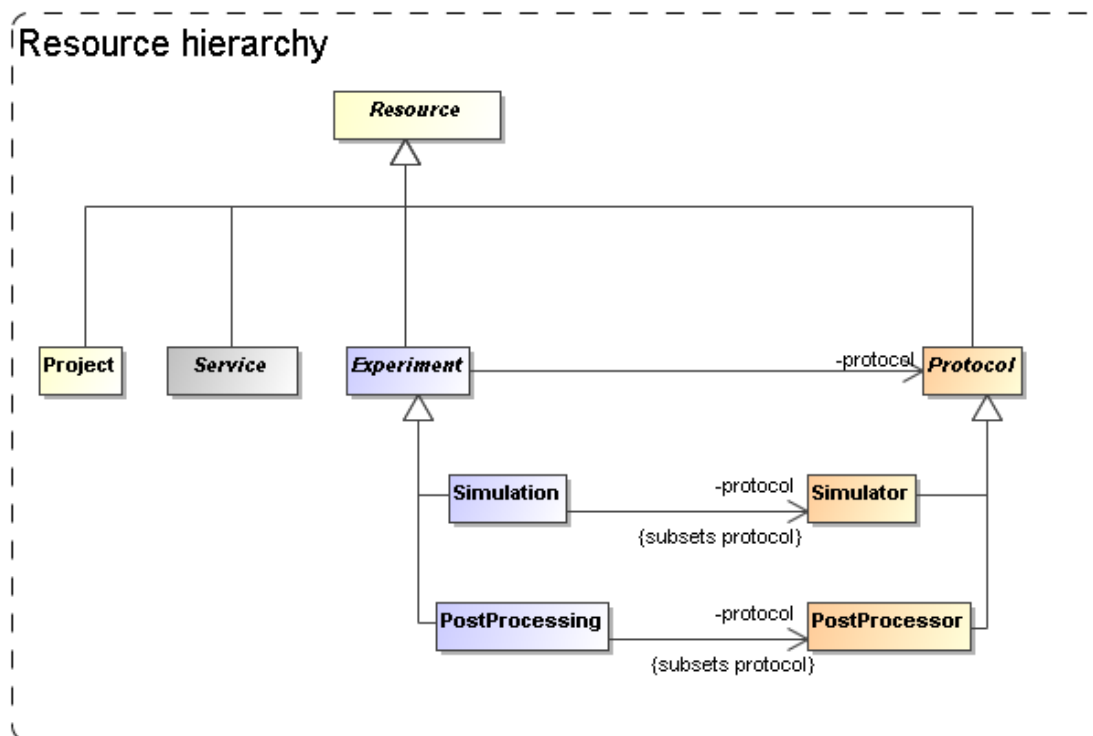 Resource hierarchy
Resource
Project
Service
Experiment
-protocol
Protocol
Simulation
-protocol
Simulator
{subsets protocol}
PostProcessing
-protocol
PostProcessor
{subsets protocol}